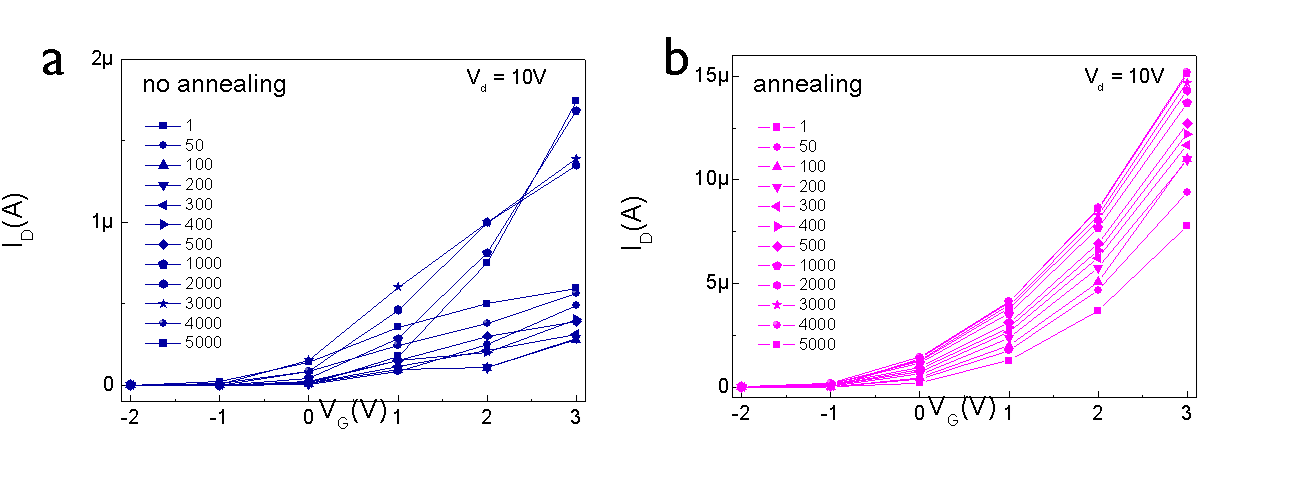 a
2μ
1μ
0
I_D(A)
no annealing
V_d = 10V
1
50
100
200
300
400
500
1000
2000
3000
4000
5000
-2
-1
0
1
2
3
V_G(V)
b
15μ
10μ
5μ
0
I_D(A)
annealing
V_d = 10V
1
50
100
200
300
400
500
1000
2000
3000
4000
5000
-2
-1
0
1
2
3
V_G(V)